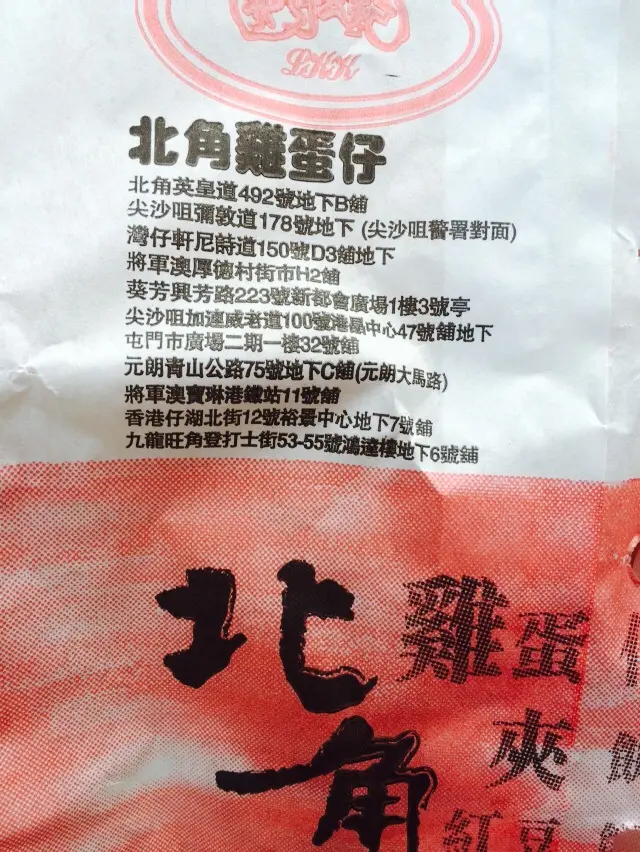 LKK
北角雞蛋仔
北角英皇道492號地下B舖
尖沙咀彌敦道178號地下 (尖沙咀警署對面)
灣仔軒尼詩道150號D3舖地下
將軍澳厚德村街市H2舖
葵芳興芳路223號新都會廣場1樓3號亭
尖沙咀加連威老道100號港晶中心47號舖地下
屯門市廣場二期一樓32號舖
元朗青山公路75號地下C舖(元朗大馬路)
將軍澳寶琳港鐵站11號舖
香港仔湖北街12號裕景中心地下7號舖
九龍旺角登打士街53-55號鴻達樓地下6號舖
北角
雞蛋
夾
紅豆